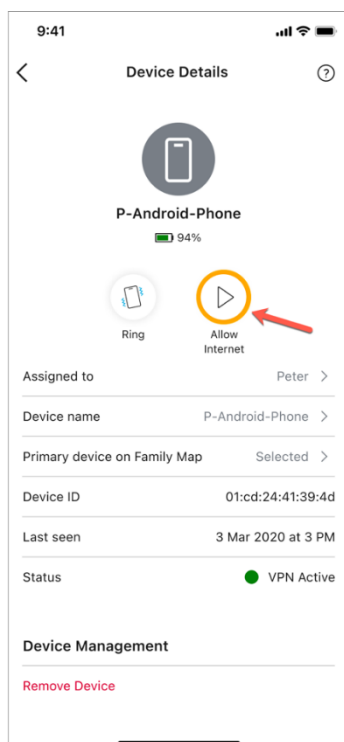 9:41
Device Details
?
P-Android-Phone
94%
Ring
Allow
Internet
Assigned to Peter >
Device name P-Android-Phone >
Primary device on Family Map Selected >
Device ID 01:cd:24:41:39:4d
Last seen 3 Mar 2020 at 3 PM
Status VPN Active
Device Management
Remove Device